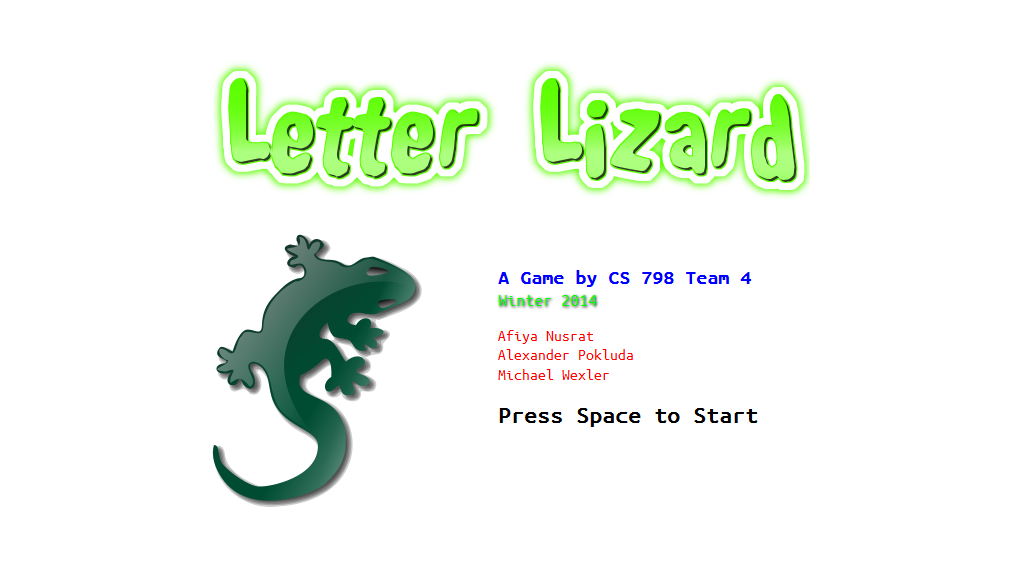 Letter Lizard
A Game by CS 798 Team 4
Winter 2014
Afiya Nusrat
Alexander Pokluda
Michael Wexler
Press Space to Start